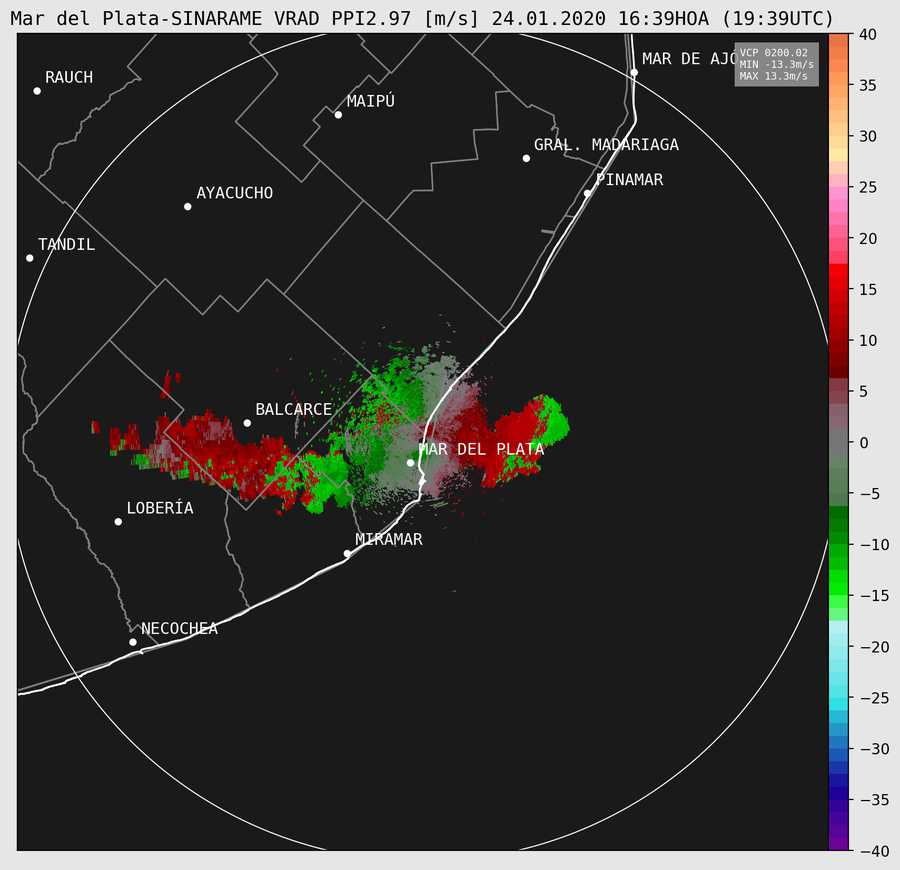 Mar del Plata-SINARAME VRAD PPI2.97 [m/s] 24.01.2020 16:39HOA (19:39UTC)
VCP 0200.02
MIN -13.3m/s
MAX 13.3m/s
MAR DE AJÓ
RAUCH
MAIPÚ
GRAL. MADARIAGA
PINAMAR
AYACUCHO
TANDIL
BALCARCE
MAR DEL PLATA
LOBERÍA
MIRAMAR
NECOCHEA
40
35
30
25
20
15
10
5
0
−5
−10
−15
−20
−25
−30
−35
−40